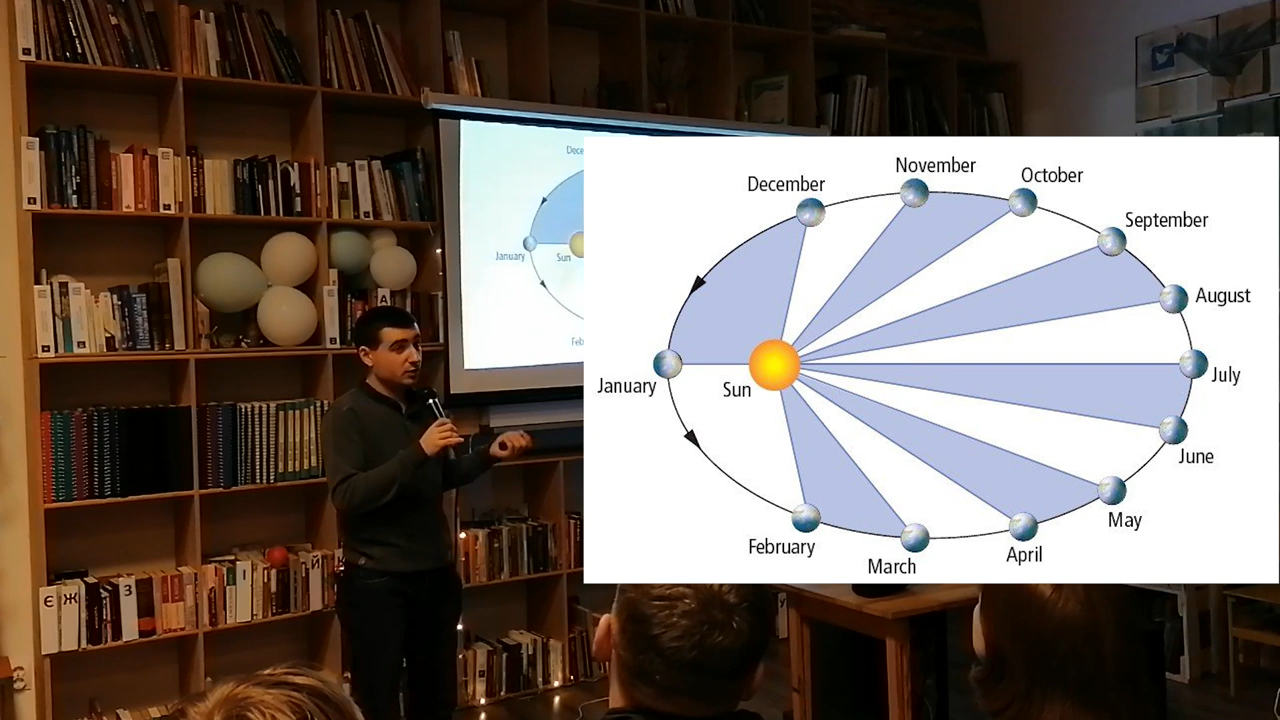 December
November
October
September
August
July
June
May
April
March
February
January
Sun
Dece
January
Sun
Feb
А
Є
Ж
З
І
Й
К